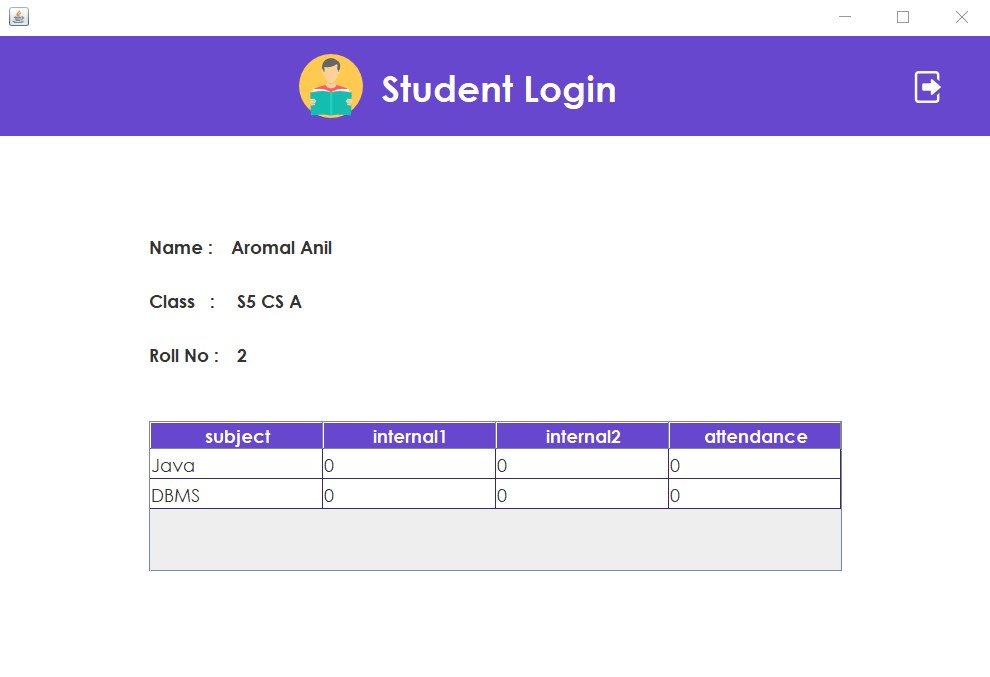 Student Login
Name : Aromal Anil
Class : S5 CS A
Roll No : 2
subject internal1 internal2 attendance
Java 0 0 0
DBMS 0 0 0